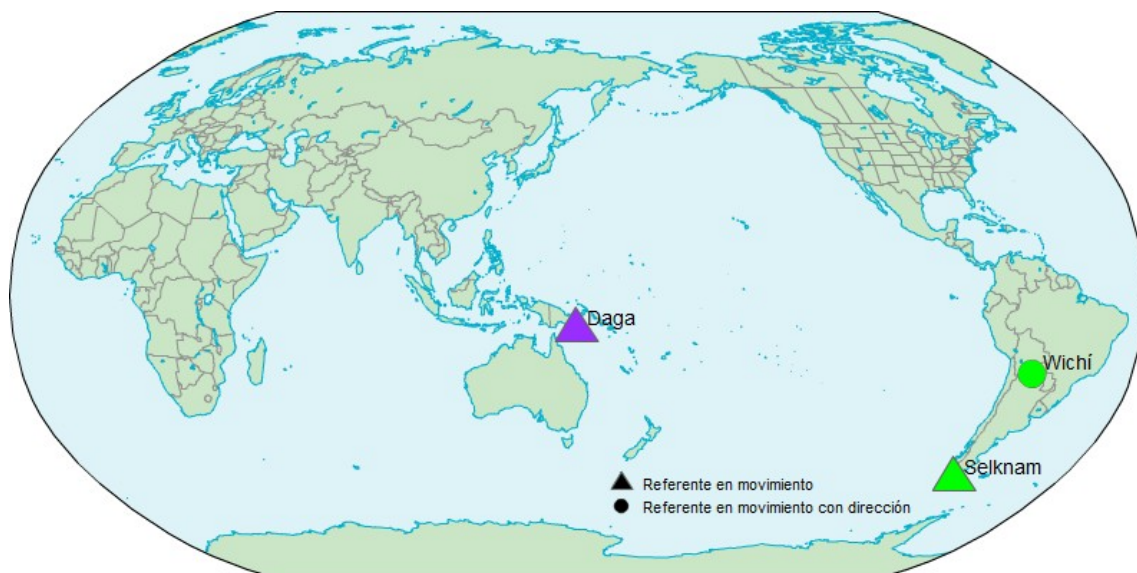 Daga
Wichí
Selknam
Referente en movimiento
Referente en movimiento con dirección